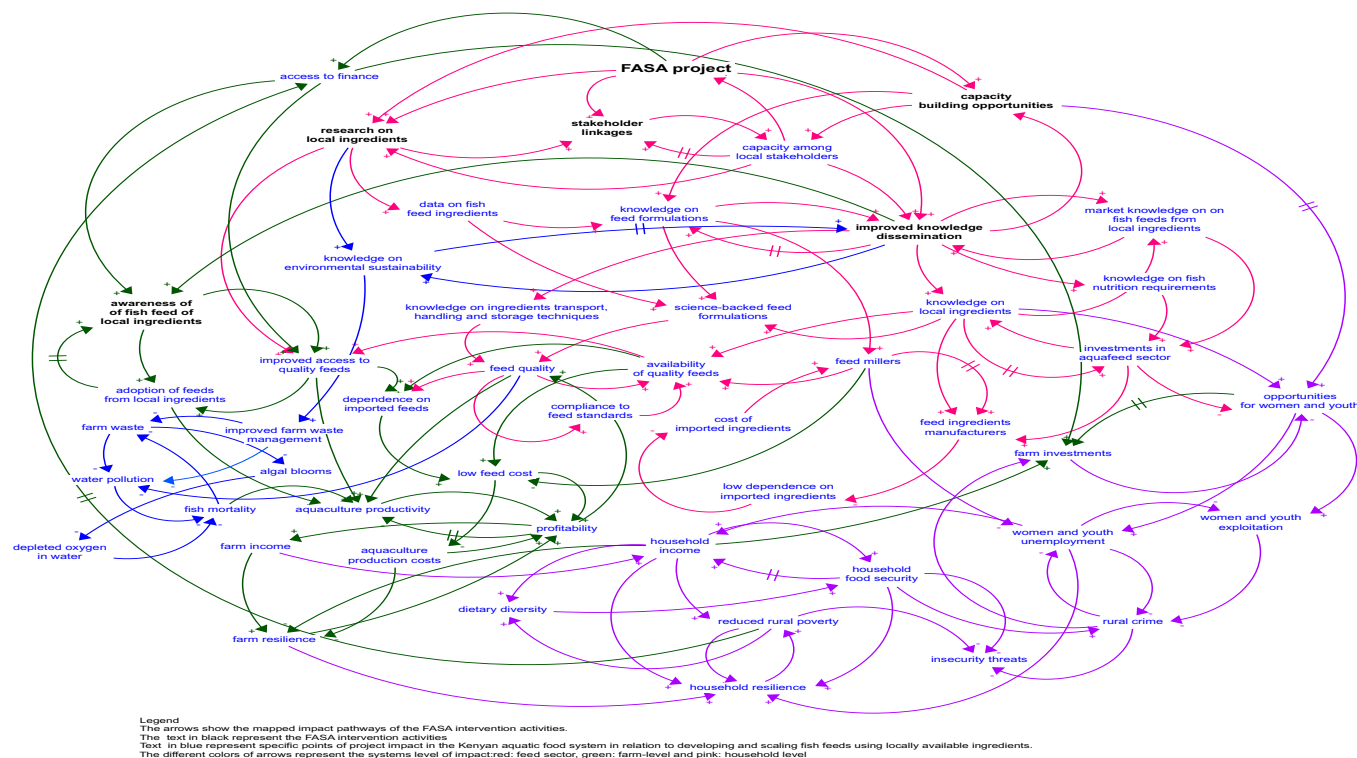 FASA project
access to finance
capacity
building opportunities
research on
local ingredients
stakeholder
linkages
capacity among
local stakeholders
data on fish
feed ingredients
knowledge on
feed formulations
improved knowledge
dissemination
market knowledge on on
fish feeds from
local ingredients
knowledge on
environmental sustainability
knowledge on fish
nutrition requirements
awareness of
of fish feed of
local ingredients
knowledge on ingredients transport,
handling and storage techniques
science-backed feed
formulations
knowledge on
local ingredients
improved access to
quality feeds
feed quality
availability
of quality feeds
feed millers
investments in
aquafeed sector
adoption of feeds
from local ingredients
dependence on
imported feeds
compliance to
feed standards
cost of
imported ingredients
feed ingredients
manufacturers
opportunities
for women and youth
farm waste
improved farm waste
management
farm investments
water pollution
algal blooms
low feed cost
low dependence on
imported ingredients
fish mortality
aquaculture productivity
profitability
women and youth
exploitation
depleted oxygen
in water
farm income
aquaculture
production costs
household
income
women and youth
unemployment
household
food security
dietary diversity
reduced rural poverty
rural crime
farm resilience
insecurity threats
household resilience
Legend
The arrows show the mapped impact pathways of the FASA intervention activities.
The  text in black represent the FASA intervention activities
Text  in blue represent specific points of project impact in the Kenyan aquatic food system in relation to developing and scaling fish feeds using locally available ingredients.
The different colors of arrows represent the systems level of impact:red: feed sector, green: farm-level and pink: household level